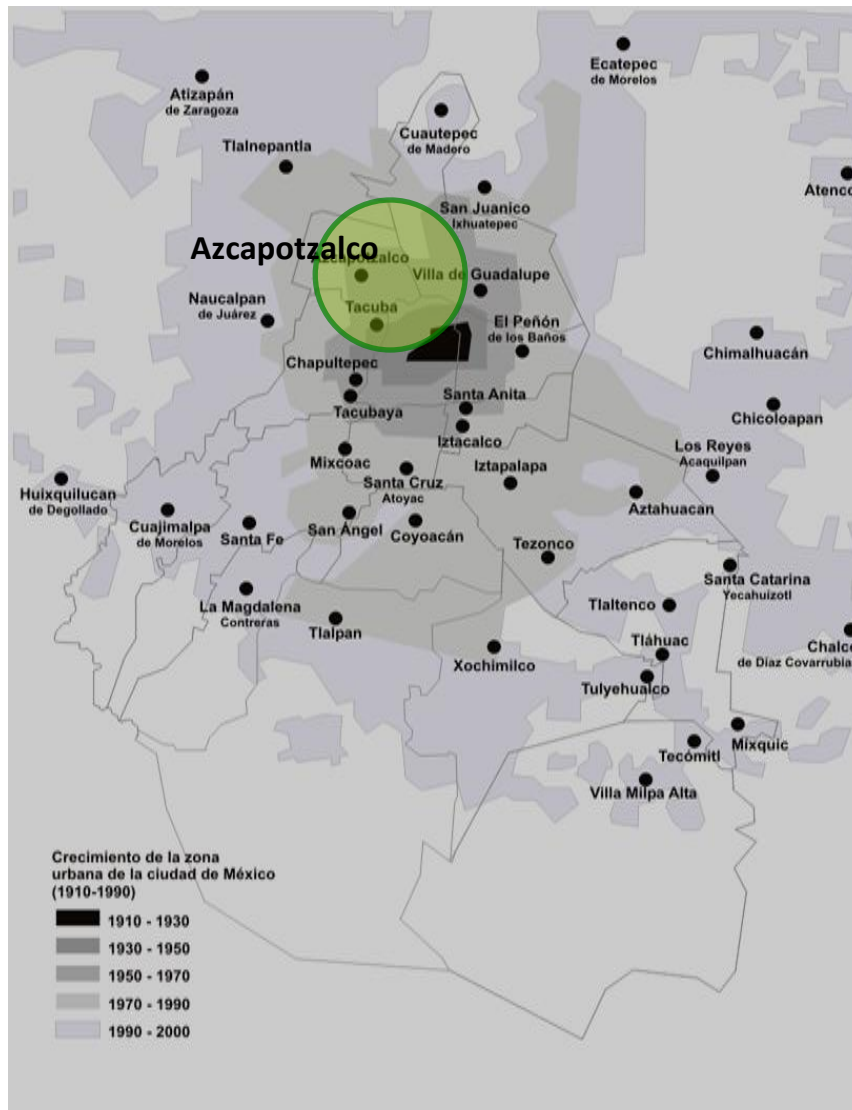 Ecatepec
de Morelos
Atizapán
de Zaragoza
Cuautepec
de Madero
Tlalnepantla
Atenco
San Juanico
Ixhuatepec
Azcapotzalco
Azcapotzalco
Villa de Guadalupe
Naucalpan
de Juárez
Tacuba
El Peñón
de los Baños
Chimalhuacán
Chapultepec
Tacubaya
Santa Anita
Chicoloapan
Iztacalco
Los Reyes
Acaquilpan
Mixcoac
Iztapalapa
Santa Cruz
Atoyac
Huixquilucan
de Degollado
Aztahuacan
Cuajimalpa
de Morelos
Santa Fe
San Ángel
Coyoacán
Tezonco
Santa Catarina
Yecahuizotl
La Magdalena
Contreras
Tlaltenco
Tlalpan
Tláhuac
Chalco
de Díaz Covarrubia
Xochimilco
Tulyehualco
Mixquic
Tecómitl
Villa Milpa Alta
Crecimiento de la zona
urbana de la ciudad de México
(1910-1990)
1910 - 1930
1930 - 1950
1950 - 1970
1970 - 1990
1990 - 2000